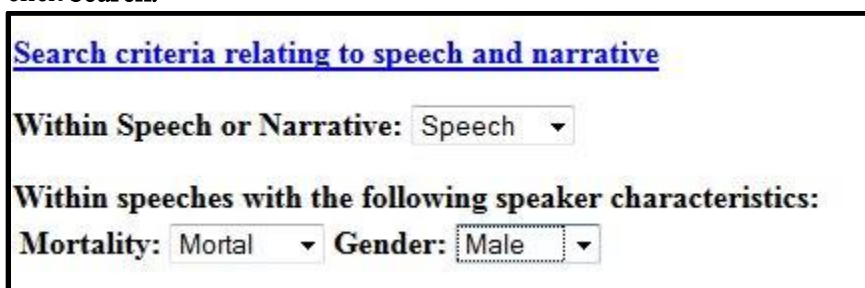 Search criteria relating to speech and narrative
Within Speech or Narrative: Speech
Within speeches with the following speaker characteristics:
Mortality: Mortal Gender: Male